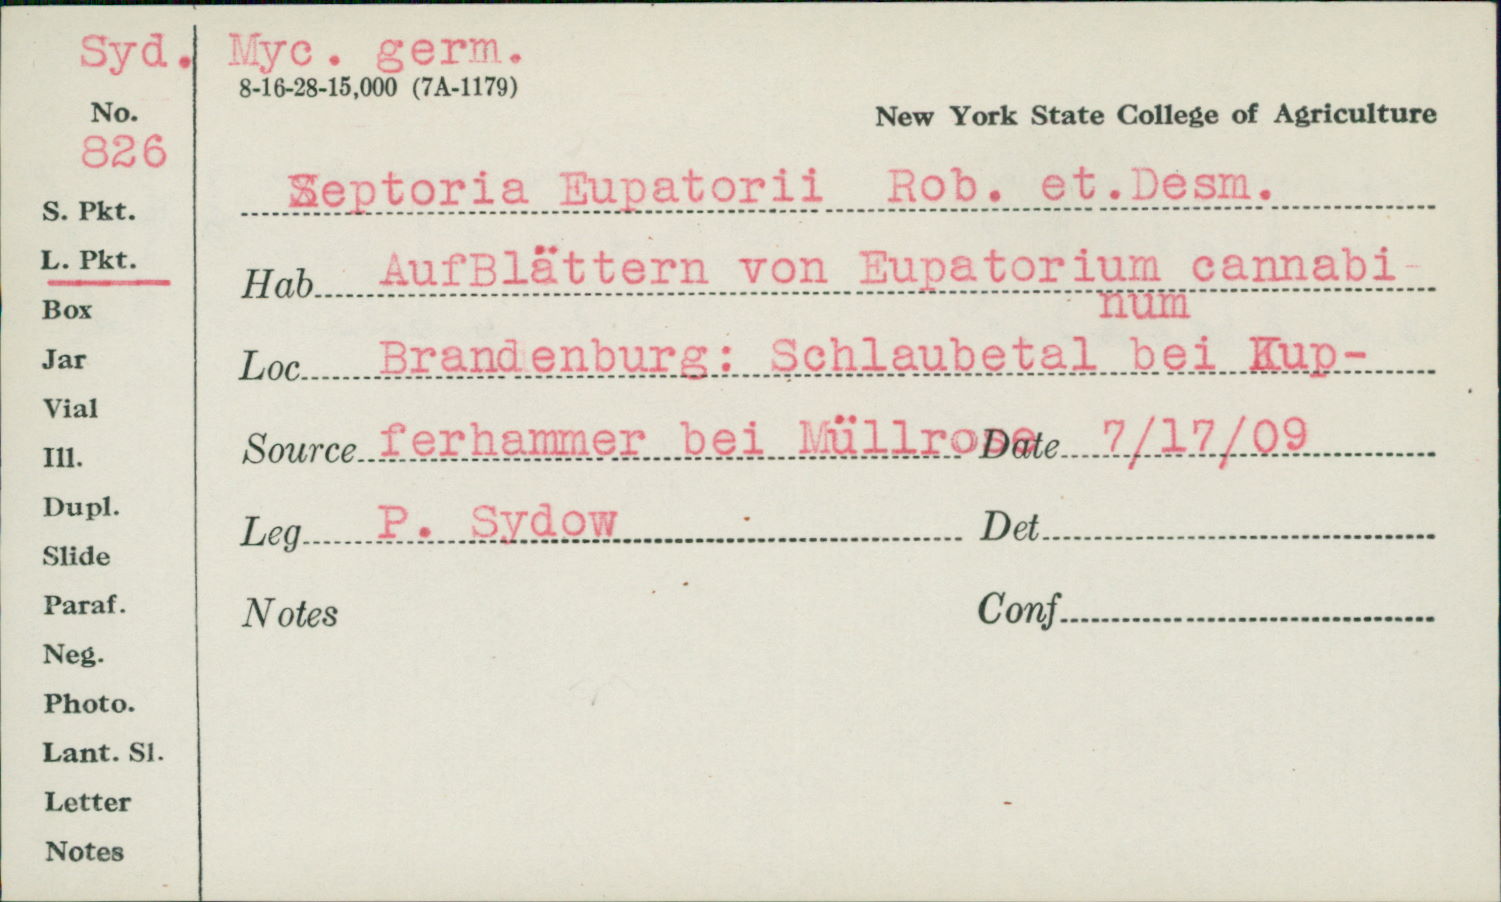 Syd. Myc. germ.
8-16-28-15,000 (7A-1179)
No.
New York State College of Agriculture
826
Septoria Eupatorii Rob. et.Desm.
S. Pkt.
L. Pkt.
Hab. AufBlättern von Eupatorium cannabi-
num
Box
Jar
Loc. Brandenburg: Schlaubetal bei Kup-
Vial
Ill.
Source ferhammer bei Müllrose Date 7/17/09
Dupl.
Leg. P. Sydow Det.
Slide
Paraf.
Notes Conf.
Neg.
Photo.
Lant. Sl.
Letter
Notes